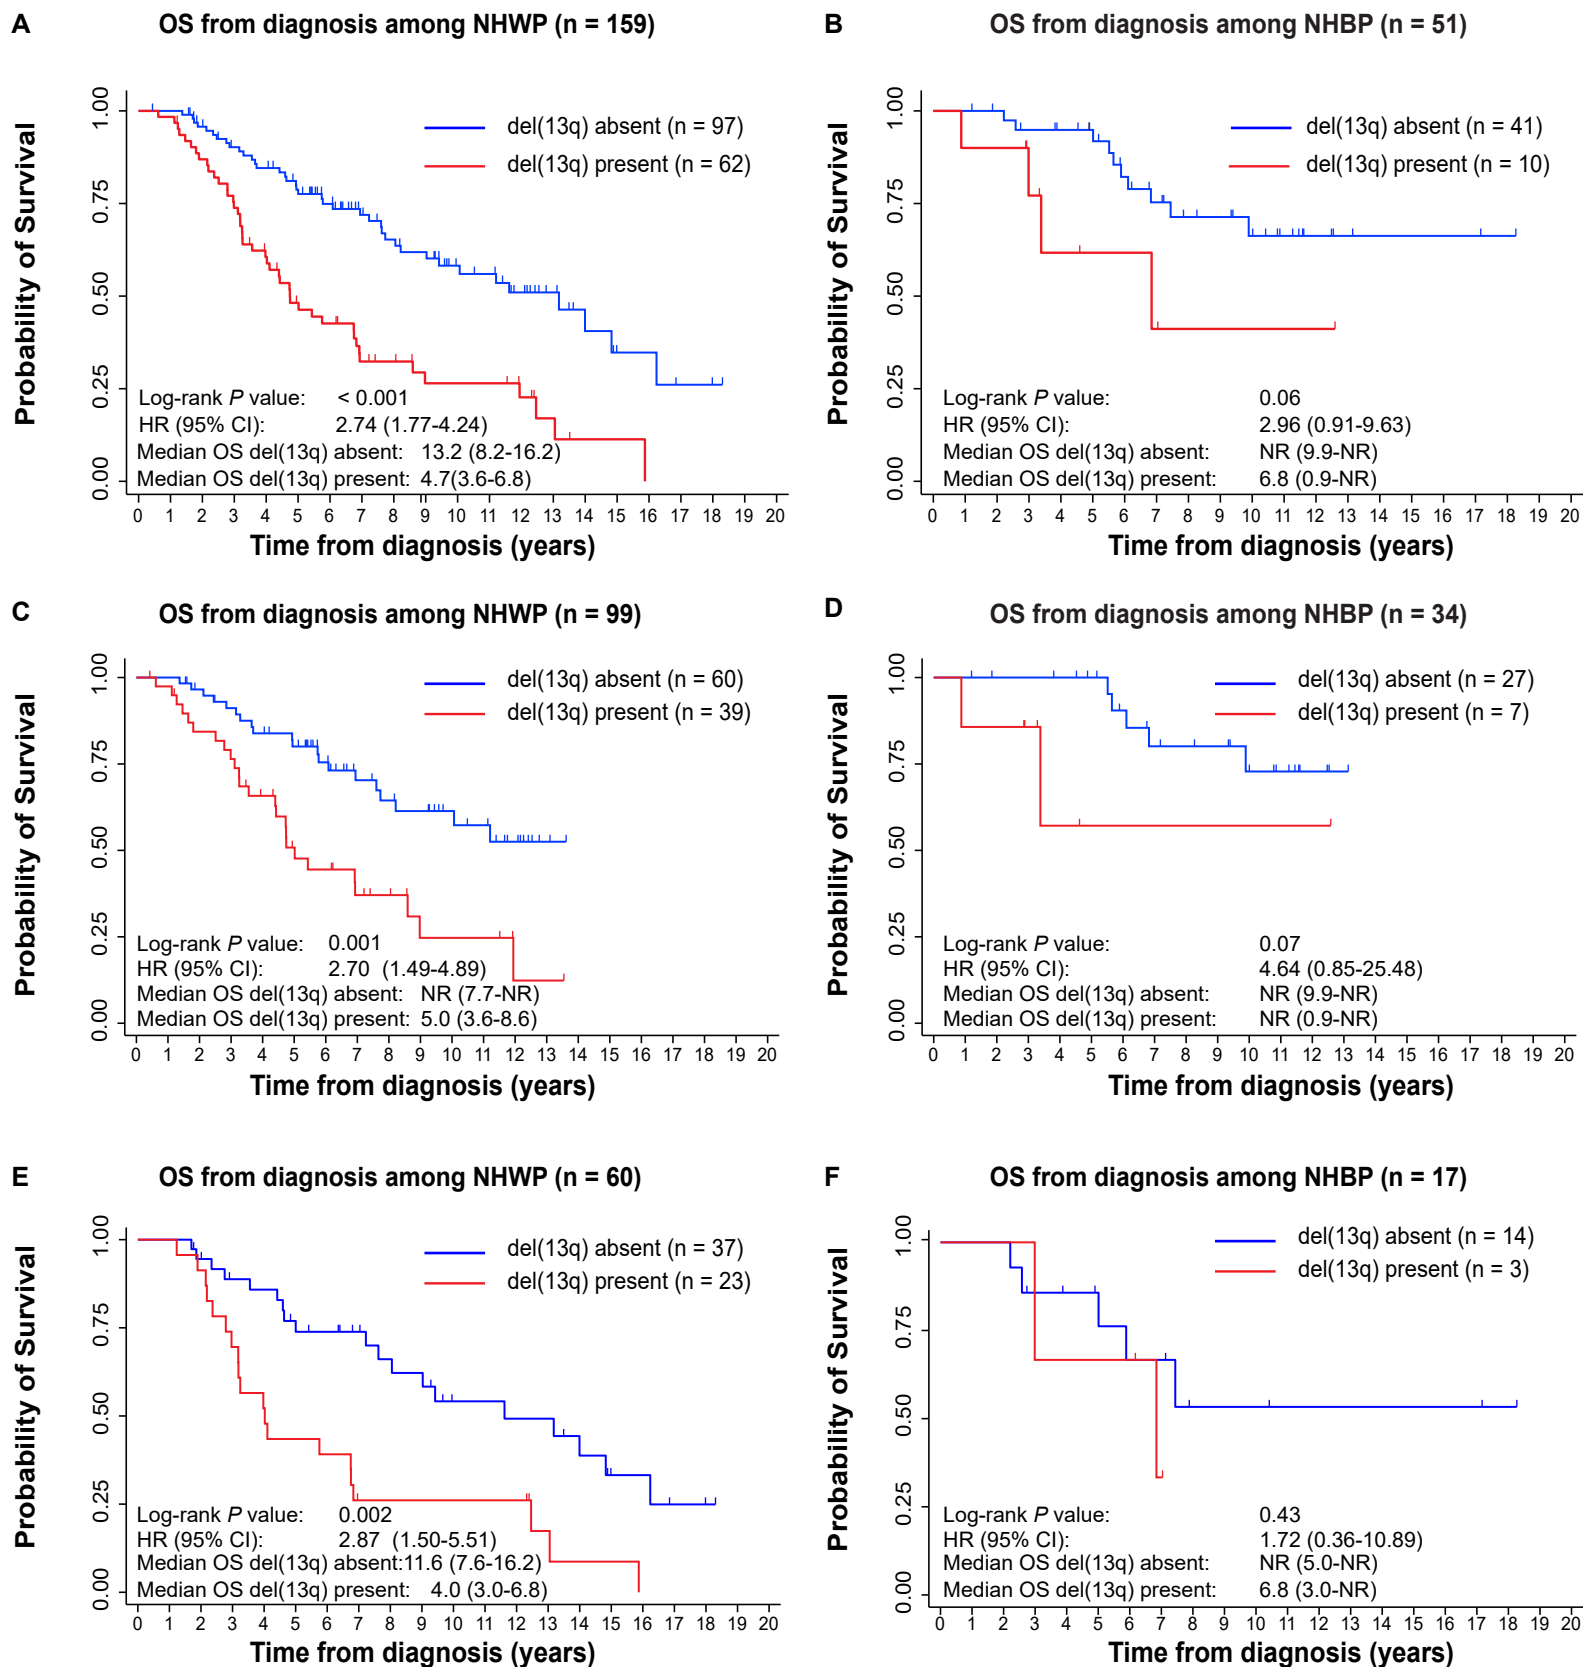 A OS from diagnosis among NHWP (n = 159)
Probability of Survival
1.00
0.75
0.50
0.25
0.00
del(13q) absent (n = 97)
del(13q) present (n = 62)
Log-rank P value: < 0.001
HR (95% CI): 2.74 (1.77-4.24)
Median OS del(13q) absent: 13.2 (8.2-16.2)
Median OS del(13q) present: 4.7(3.6-6.8)
0 1 2 3 4 5 6 7 8 9 10 11 12 13 14 15 16 17 18 19 20
Time from diagnosis (years)
B OS from diagnosis among NHBP (n = 51)
Probability of Survival
1.00
0.75
0.50
0.25
0.00
del(13q) absent (n = 41)
del(13q) present (n = 10)
Log-rank P value: 0.06
HR (95% CI): 2.96 (0.91-9.63)
Median OS del(13q) absent: NR (9.9-NR)
Median OS del(13q) present: 6.8 (0.9-NR)
0 1 2 3 4 5 6 7 8 9 10 11 12 13 14 15 16 17 18 19 20
Time from diagnosis (years)
C OS from diagnosis among NHWP (n = 99)
Probability of Survival
1.00
0.75
0.50
0.25
0.00
del(13q) absent (n = 60)
del(13q) present (n = 39)
Log-rank P value: 0.001
HR (95% CI): 2.70 (1.49-4.89)
Median OS del(13q) absent: NR (7.7-NR)
Median OS del(13q) present: 5.0 (3.6-8.6)
0 1 2 3 4 5 6 7 8 9 10 11 12 13 14 15 16 17 18 19 20
Time from diagnosis (years)
D OS from diagnosis among NHBP (n = 34)
Probability of Survival
1.00
0.75
0.50
0.25
0.00
del(13q) absent (n = 27)
del(13q) present (n = 7)
Log-rank P value: 0.07
HR (95% CI): 4.64 (0.85-25.48)
Median OS del(13q) absent: NR (9.9-NR)
Median OS del(13q) present: NR (0.9-NR)
0 1 2 3 4 5 6 7 8 9 10 11 12 13 14 15 16 17 18 19 20
Time from diagnosis (years)
E OS from diagnosis among NHWP (n = 60)
Probability of Survival
1.00
0.75
0.50
0.25
0.00
del(13q) absent (n = 37)
del(13q) present (n = 23)
Log-rank P value: 0.002
HR (95% CI): 2.87 (1.50-5.51)
Median OS del(13q) absent:11.6 (7.6-16.2)
Median OS del(13q) present: 4.0 (3.0-6.8)
0 1 2 3 4 5 6 7 8 9 10 11 12 13 14 15 16 17 18 19 20
Time from diagnosis (years)
F OS from diagnosis among NHBP (n = 17)
Probability of Survival
1.00
0.75
0.50
0.25
0.00
del(13q) absent (n = 14)
del(13q) present (n = 3)
Log-rank P value: 0.43
HR (95% CI): 1.72 (0.36-10.89)
Median OS del(13q) absent: NR (5.0-NR)
Median OS del(13q) present: 6.8 (3.0-NR)
0 1 2 3 4 5 6 7 8 9 10 11 12 13 14 15 16 17 18 19 20
Time from diagnosis (years)